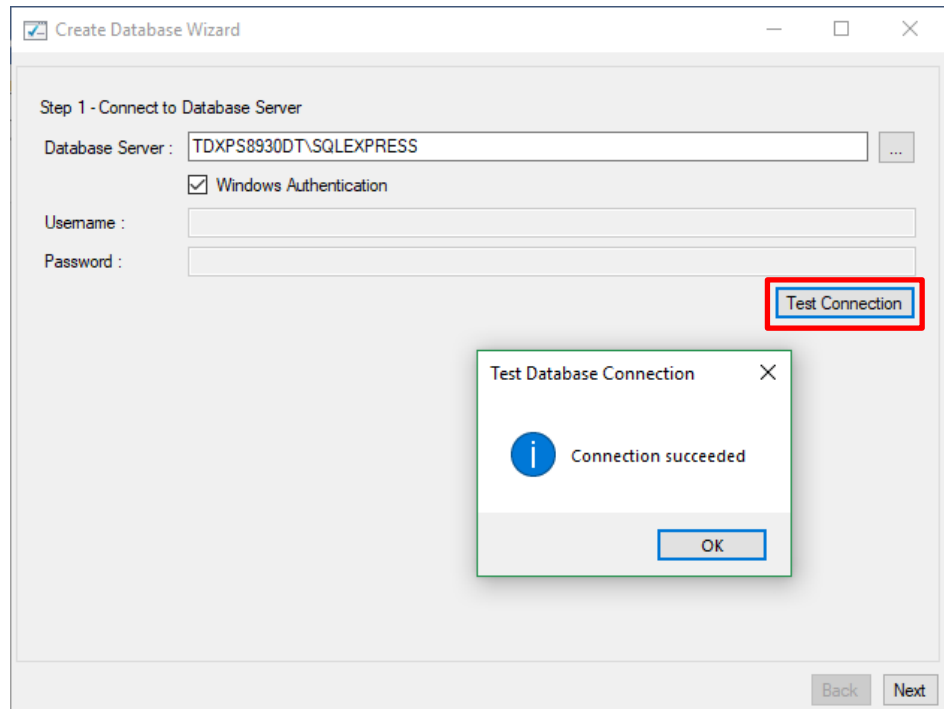 Create Database Wizard
Step 1 - Connect to Database Server
Database Server : TDXPS8930DT\SQLEXPRESS ...
Windows Authentication
Username :
Password :
Test Connection
Test Database Connection
i Connection succeeded
OK
Back Next